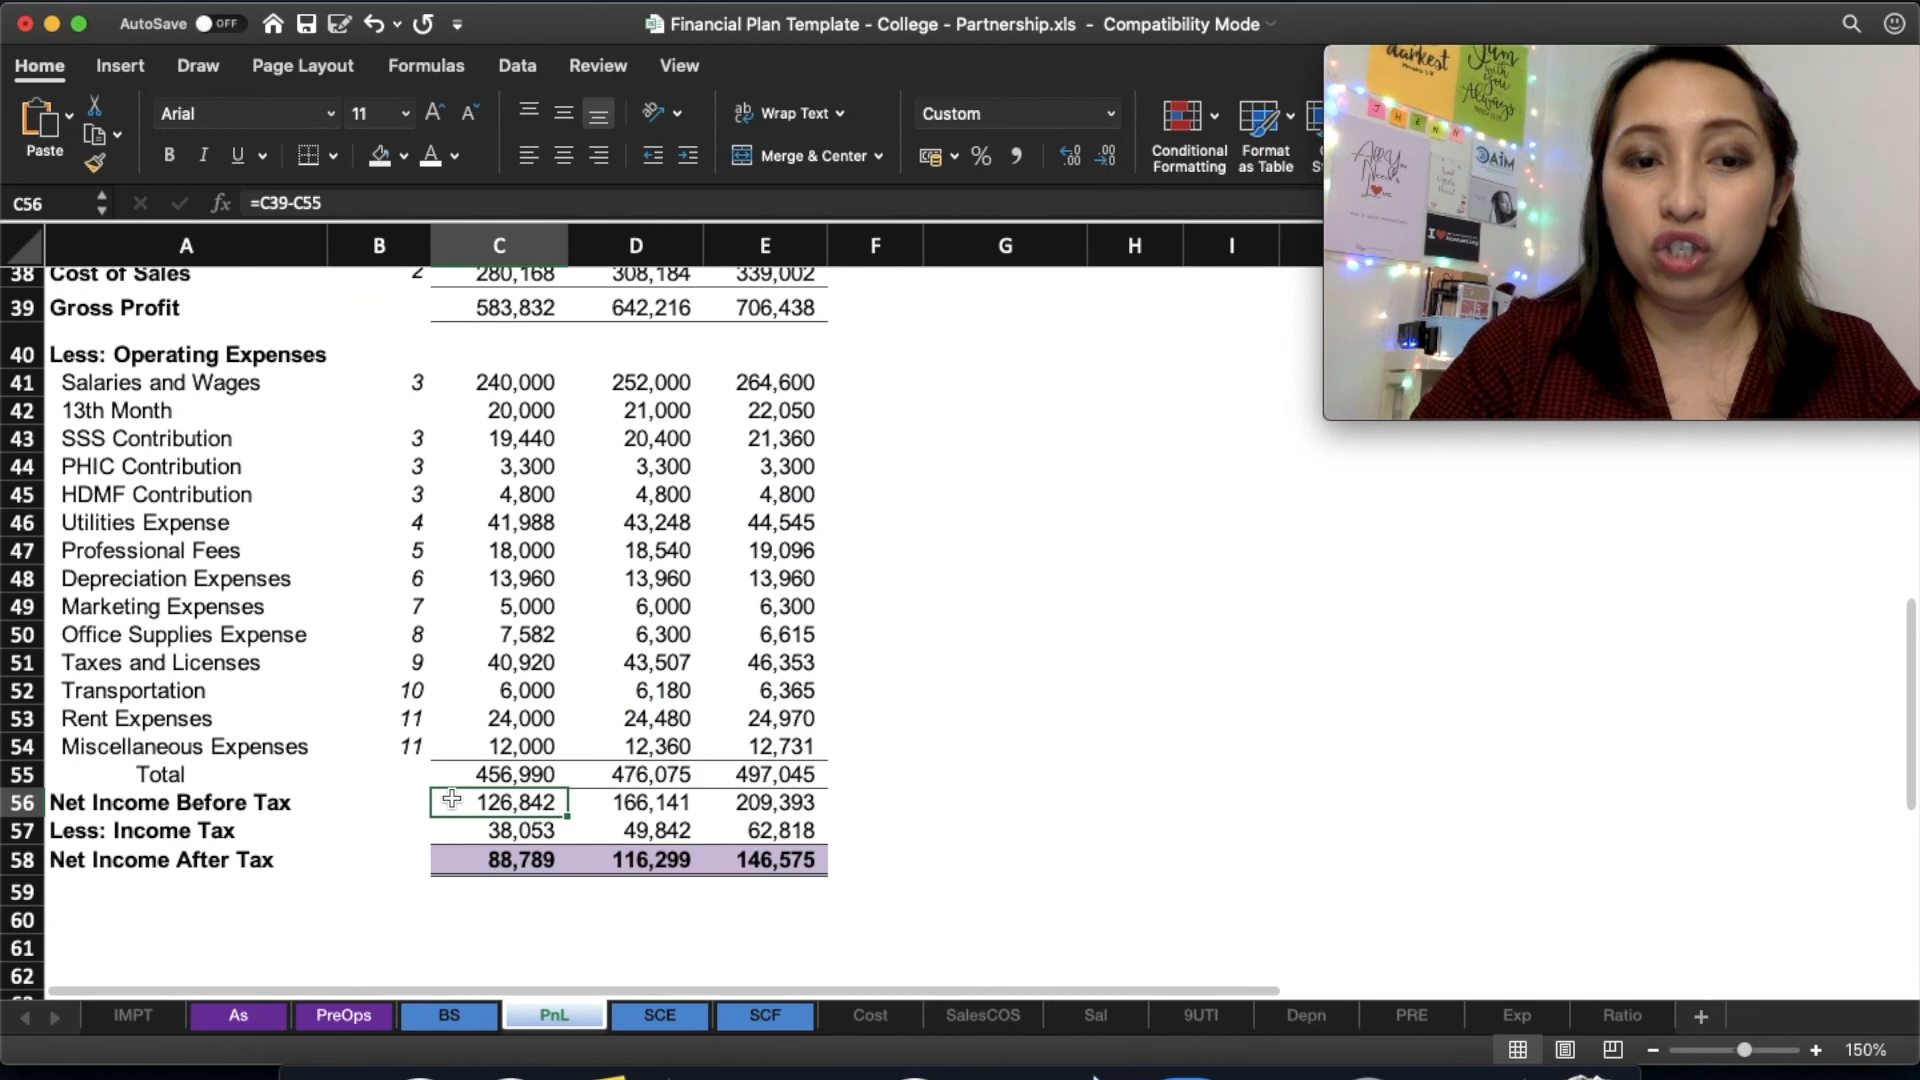 AutoSave OFF
Financial Plan Template - College - Partnership.xls - Compatibility Mode
Home Insert Draw Page Layout Formulas Data Review View
Paste
Arial 11 A A
B I U A
ab Wrap Text
Merge & Center
Custom
% 9
Conditional Formatting
Format as Table
C56 fx =C39-C55
A B C D E F G H I
38 Cost of Sales 2 280,168 308,184 339,002
39 Gross Profit 583,832 642,216 706,438
40 Less: Operating Expenses
41 Salaries and Wages 3 240,000 252,000 264,600
42 13th Month 20,000 21,000 22,050
43 SSS Contribution 3 19,440 20,400 21,360
44 PHIC Contribution 3 3,300 3,300 3,300
45 HDMF Contribution 3 4,800 4,800 4,800
46 Utilities Expense 4 41,988 43,248 44,545
47 Professional Fees 5 18,000 18,540 19,096
48 Depreciation Expenses 6 13,960 13,960 13,960
49 Marketing Expenses 7 5,000 6,000 6,300
50 Office Supplies Expense 8 7,582 6,300 6,615
51 Taxes and Licenses 9 40,920 43,507 46,353
52 Transportation 10 6,000 6,180 6,365
53 Rent Expenses 11 24,000 24,480 24,970
54 Miscellaneous Expenses 11 12,000 12,360 12,731
55 Total 456,990 476,075 497,045
56 Net Income Before Tax 126,842 166,141 209,393
57 Less: Income Tax 38,053 49,842 62,818
58 Net Income After Tax 88,789 116,299 146,575
59
60
61
62
IMPT As PreOps BS PnL SCE SCF Cost SalesCOS Sal 9UTI Depn PRE Exp Ratio +
150%
darkest
I am with you Always
J H E N N
AIM
I